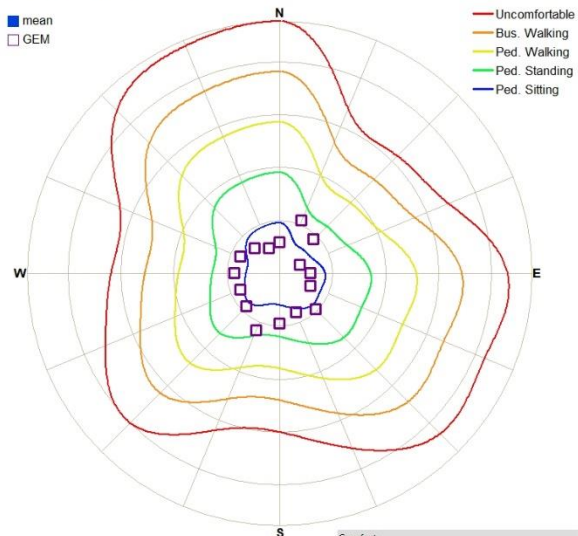 N
mean
GEM
Uncomfortable
Bus. Walking
Ped. Walking
Ped. Standing
Ped. Sitting
W
E
S